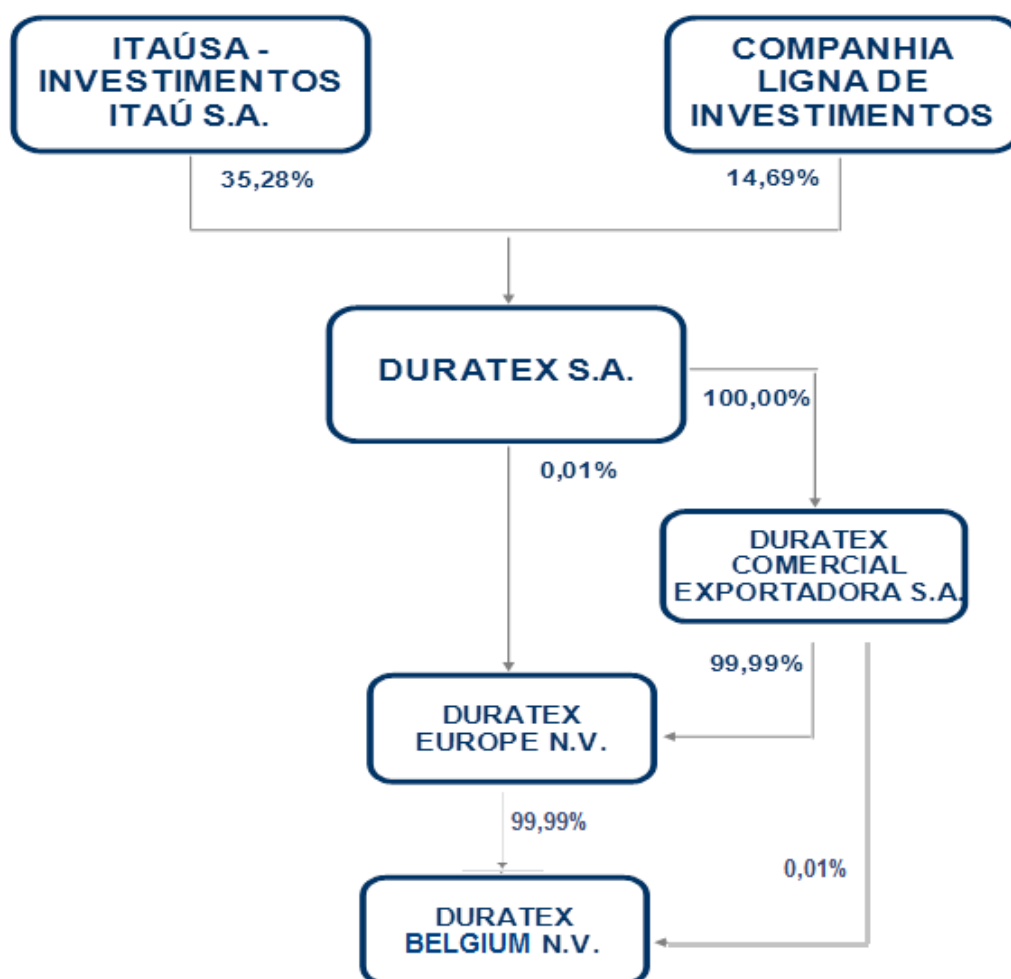 ITAÚSA -
INVESTIMENTOS
ITAÚ S.A.
COMPANHIA
LIGNA DE
INVESTIMENTOS
35,28%
14,69%
DURATEX S.A.
100,00%
0,01%
DURATEX
COMERCIAL
EXPORTADORA S.A.
99,99%
DURATEX
EUROPE N.V.
99,99%
0,01%
DURATEX
BELGIUM N.V.